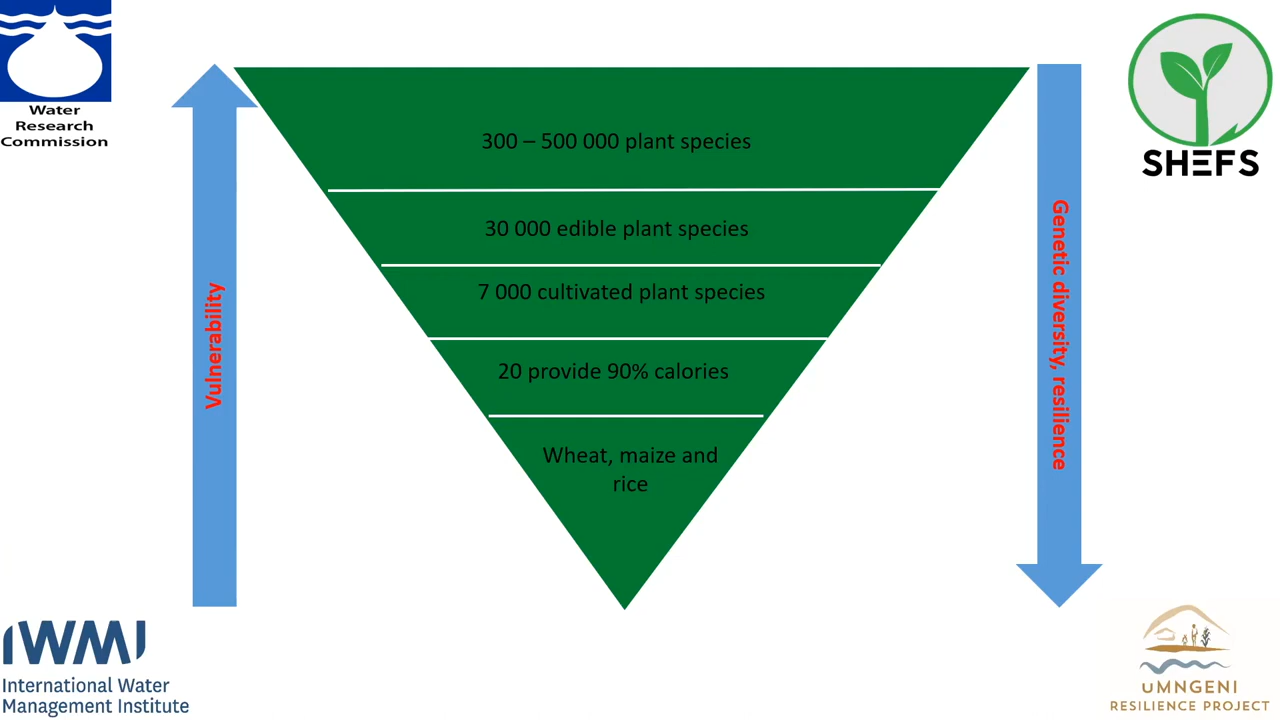 Water
Research
Commission
SHEFS
300 – 500 000 plant species
30 000 edible plant species
7 000 cultivated plant species
20 provide 90% calories
Wheat, maize and
rice
Vulnerability
Genetic diversity, resilience
IWMI
International Water
Management Institute
uMNGENI
RESILIENCE PROJECT